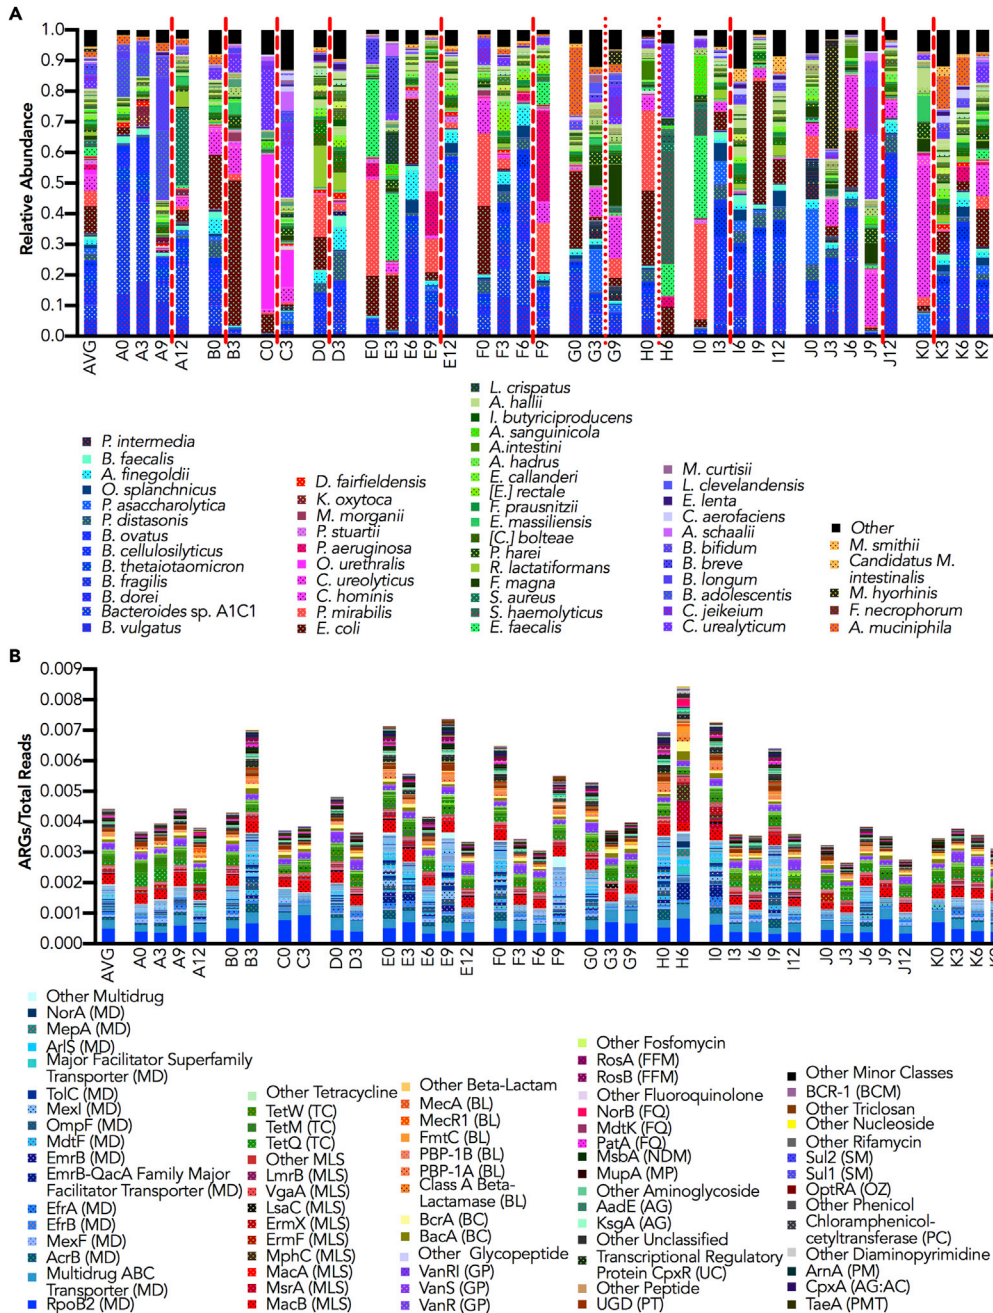 A
Relative Abundance
1.0
0.9
0.8
0.7
0.6
0.5
0.4
0.3
0.2
0.1
0.0
AVG A0 A3 A9 A12 B0 B3 C0 C3 D0 D3 E0 E3 E6 E9 E12 F0 F3 F6 F9 G0 G3 G9 H0 H6 I0 I3 I6 I9 I12 J0 J3 J6 J9 J12 K0 K3 K6 K9
P. intermedia
B. faecalis
A. finegoldii
O. splanchnicus
P. asaccharolytica
P. distasonis
B. ovatus
B. cellulosilyticus
B. thetaiotaomicron
B. fragilis
B. dorei
Bacteroides sp. A1C1
B. vulgatus
D. fairfieldensis
K. oxytoca
M. morganii
P. stuartii
P. aeruginosa
O. urethralis
C. ureolyticus
C. hominis
P. mirabilis
E. coli
L. crispatus
A. hallii
I. butyriciproducens
A. sanguinicola
A.intestini
A. hadrus
E. callanderi
[E.] rectale
F. prausnitzii
E. massiliensis
[C.] bolteae
P. harei
R. lactatiformans
F. magna
S. aureus
S. haemolyticus
E. faecalis
M. curtisii
L. clevelandensis
E. lenta
C. aerofaciens
A. schaalii
B. bifidum
B. breve
B. longum
B. adolescentis
C. jeikeium
C. urealyticum
Other
M. smithii
Candidatus M.
intestinalis
M. hyorhinis
F. necrophorum
A. muciniphila
B
ARGs/Total Reads
0.009
0.008
0.007
0.006
0.005
0.004
0.003
0.002
0.001
0.000
AVG A0 A3 A9 A12 B0 B3 C0 C3 D0 D3 E0 E3 E6 E9 E12 F0 F3 F6 F9 G0 G3 G9 H0 H6 I0 I3 I6 I9 I12 J0 J3 J6 J9 J12 K0 K3 K6
Other Multidrug
NorA (MD)
MepA (MD)
ArlS (MD)
Major Facilitator Superfamily
Transporter (MD)
TolC (MD)
MexI (MD)
OmpF (MD)
MdtF (MD)
EmrB (MD)
EmrB-QacA Family Major
Facilitator Transporter (MD)
EfrA (MD)
EfrB (MD)
MexF (MD)
AcrB (MD)
Multidrug ABC
Transporter (MD)
RpoB2 (MD)
Other Tetracycline
TetW (TC)
TetM (TC)
TetQ (TC)
Other MLS
LmrB (MLS)
VgaA (MLS)
LsaC (MLS)
ErmX (MLS)
ErmF (MLS)
MphC (MLS)
MacA (MLS)
MsrA (MLS)
MacB (MLS)
Other Beta-Lactam
MecA (BL)
MecR1 (BL)
FmtC (BL)
PBP-1B (BL)
PBP-1A (BL)
Class A Beta-
Lactamase (BL)
BcrA (BC)
BacA (BC)
Other Glycopeptide
VanRI (GP)
VanS (GP)
VanR (GP)
Other Fosfomycin
RosA (FFM)
RosB (FFM)
Other Fluoroquinolone
NorB (FQ)
MdtK (FQ)
PatA (FQ)
MsbA (NDM)
MupA (MP)
Other Aminoglycoside
AadE (AG)
KsgA (AG)
Other Unclassified
Transcriptional Regulatory
Protein CpxR (UC)
Other Peptide
UGD (PT)
Other Minor Classes
BCR-1 (BCM)
Other Triclosan
Other Nucleoside
Other Rifamycin
Sul2 (SM)
Sul1 (SM)
OptRA (OZ)
Other Phenicol
Chloramphenicol-
cetyltransferase (PC)
Other Diaminopyrimidine
ArnA (PM)
CpxA (AG:AC)
TaeA (PMT)